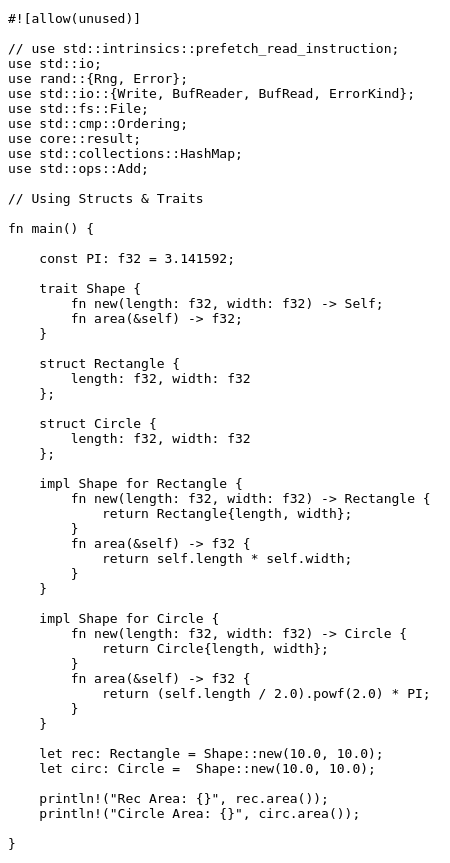 #![allow(unused)]
// use std::intrinsics::prefetch_read_instruction;
use std::io;
use rand::{Rng, Error};
use std::io::{Write, BufReader, BufRead, ErrorKind};
use std::fs::File;
use std::cmp::Ordering;
use core::result;
use std::collections::HashMap;
use std::ops::Add;

// Using Structs & Traits

fn main() {

    const PI: f32 = 3.141592;

    trait Shape {
        fn new(length: f32, width: f32) -> Self;
        fn area(&self) -> f32;
    }

    struct Rectangle {
        length: f32, width: f32
    };

    struct Circle {
        length: f32, width: f32
    };

    impl Shape for Rectangle {
        fn new(length: f32, width: f32) -> Rectangle {
            return Rectangle{length, width};
        }
        fn area(&self) -> f32 {
            return self.length * self.width;
        }
    }

    impl Shape for Circle {
        fn new(length: f32, width: f32) -> Circle {
            return Circle{length, width};
        }
        fn area(&self) -> f32 {
            return (self.length / 2.0).powf(2.0) * PI;
        }
    }

    let rec: Rectangle = Shape::new(10.0, 10.0);
    let circ: Circle =  Shape::new(10.0, 10.0);

    println!("Rec Area: {}", rec.area());
    println!("Circle Area: {}", circ.area());

}